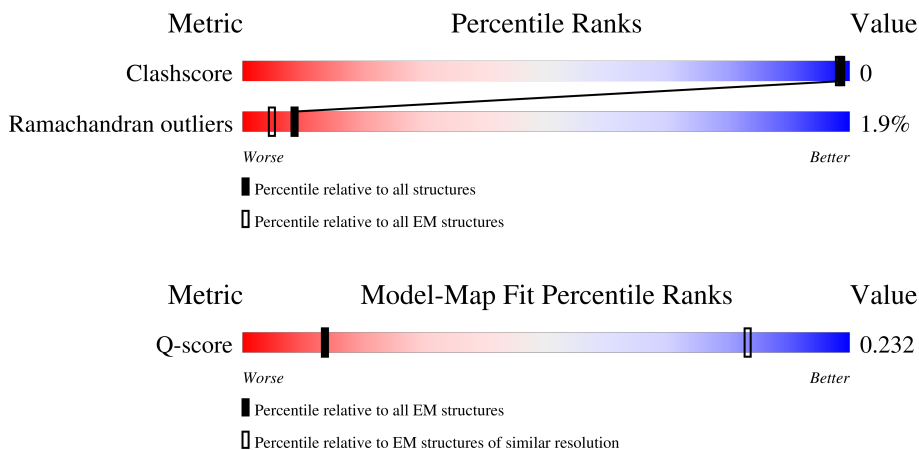 Metric Percentile Ranks Value
Clashscore 0
Ramachandran outliers 1.9%
Worse Better
Percentile relative to all structures
Percentile relative to all EM structures
Metric Model-Map Fit Percentile Ranks Value
Q-score 0.232
Worse Better
Percentile relative to all EM structures
Percentile relative to EM structures of similar resolution